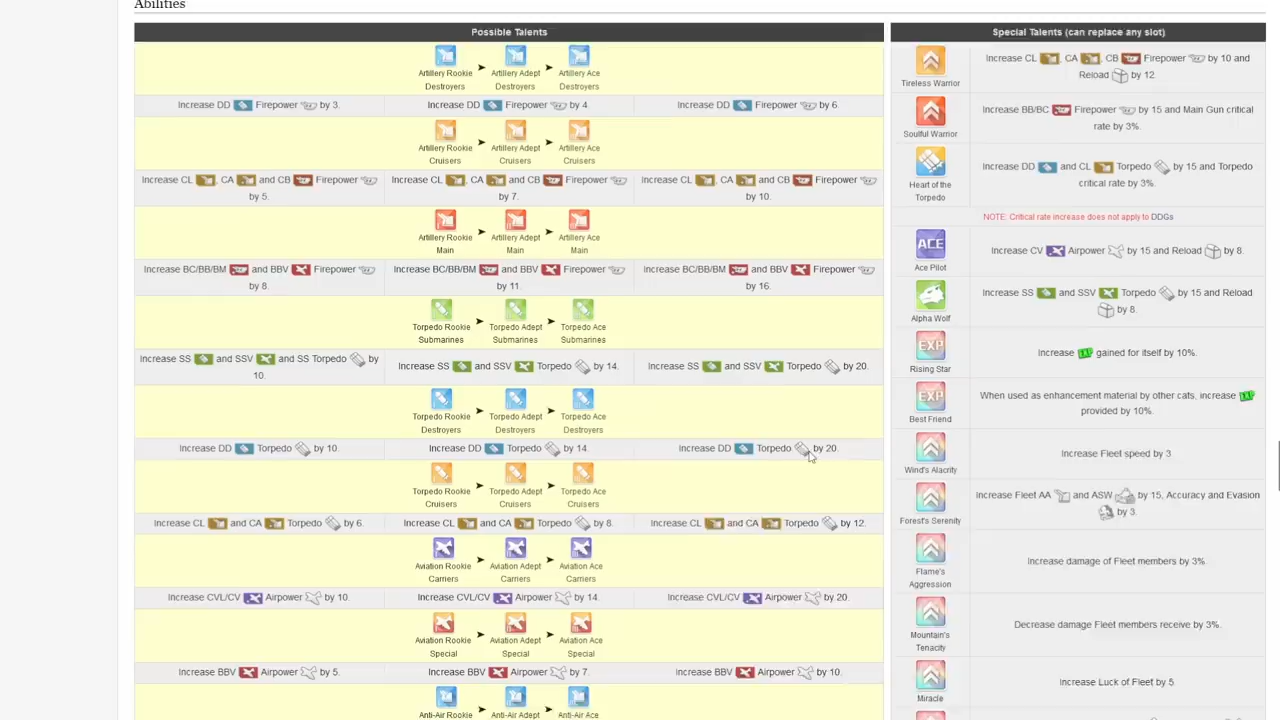 Abilities
Possible Talents
Artillery Rookie Artillery Adept Artillery Ace
Destroyers Destroyers Destroyers
Increase DD Firepower by 3. Increase DD Firepower by 4 Increase DD Firepower by 6.
Artillery Rookie Artillery Adept Artillery Ace
Cruisers Cruisers Cruisers
Increase CL , CA and CB Firepower Increase CL , CA and CB Firepower Increase CL , CA and CB Firepower
by 5. by 7. by 10.
Artillery Rookie Artillery Adept Artillery Ace
Main Main Main
Increase BC/BB/BM and BBV Firepower Increase BC/BB/BM and BBV Firepower Increase BC/BB/BM and BBV Firepower
by 8. by 11. by 16.
Torpedo Rookie Torpedo Adept Torpedo Ace
Submarines Submarines Submarines
Increase SS and SSV and SS Torpedo by Increase SS and SSV Torpedo by 14. Increase SS and SSV Torpedo by 20.
10.
Torpedo Rookie Torpedo Adept Torpedo Ace
Destroyers Destroyers Destroyers
Increase DD Torpedo by 10. Increase DD Torpedo by 14. Increase DD Torpedo by 20.
Torpedo Rookie Torpedo Adept Torpedo Ace
Cruisers Cruisers Cruisers
Increase CL and CA Torpedo by 6. Increase CL and CA Torpedo by 8. Increase CL and CA Torpedo by 12.
Aviation Rookie Aviation Adept Aviation Ace
Carriers Carriers Carriers
Increase CVL/CV Airpower by 10. Increase CVL/CV Airpower by 14. Increase CVL/CV Airpower by 20.
Aviation Rookie Aviation Adept Aviation Ace
Special Special Special
Increase BBV Airpower by 5. Increase BBV Airpower by 7. Increase BBV Airpower by 10.
Anti-Air Rookie Anti-Air Adept Anti-Air Ace
Special Talents (can replace any slot)
Tireless Warrior
Increase CL , CA , CB Firepower by 10 and
Reload by 12.
Soulful Warrior
Increase BB/BC Firepower by 15 and Main Gun critical
rate by 3%.
Heart of the
Torpedo
Increase DD and CL Torpedo by 15 and Torpedo
critical rate by 3%.
NOTE: Critical rate increase does not apply to DDGs
ACE
Ace Pilot
Increase CV Airpower by 15 and Reload by 8.
Alpha Wolf
Increase SS and SSV Torpedo by 15 and Reload
by 8.
EXP
Rising Star
Increase gained for itself by 10%.
EXP
Best Friend
When used as enhancement material by other cats, increase
provided by 10%.
Wind's Alacrity
Increase Fleet speed by 3
Forest's Serenity
Increase Fleet AA and ASW by 15, Accuracy and Evasion
by 3.
Flame's
Aggression
Increase damage of Fleet members by 3%
Mountain's
Tenacity
Decrease damage Fleet members receive by 3%.
Miracle
Increase Luck of Fleet by 5